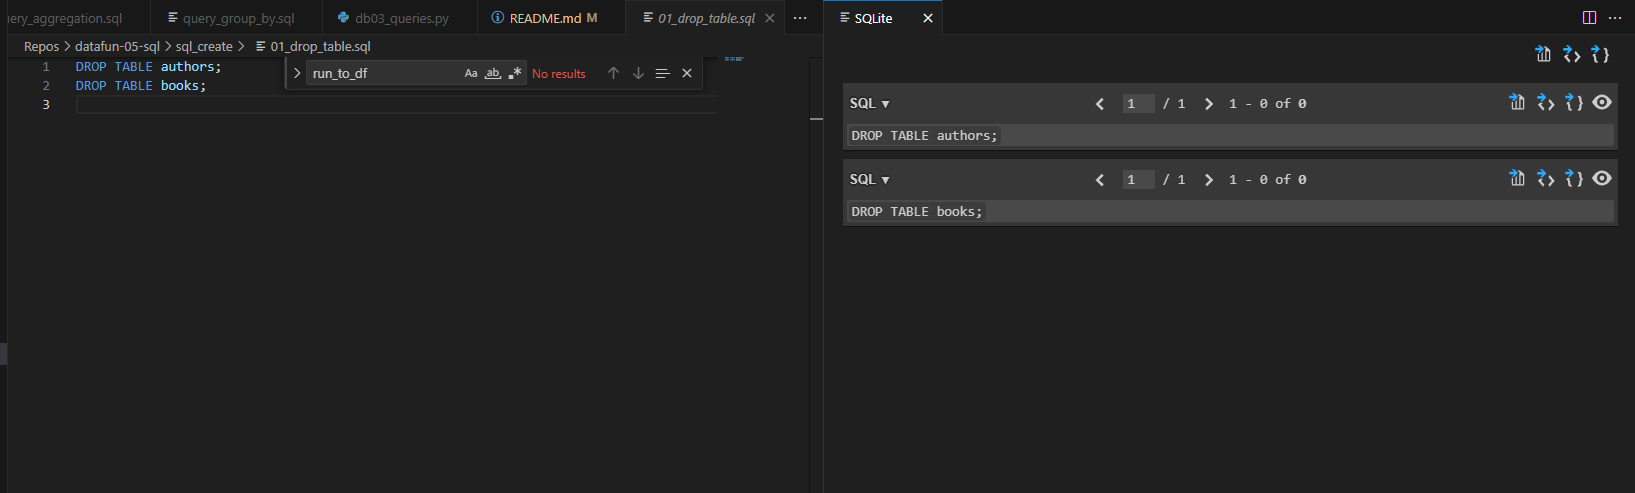 ery_aggregation.sql
query_group_by.sql
db03_queries.py
README.md M
01_drop_table.sql
Repos > datafun-05-sql > sql_create > 01_drop_table.sql
1 DROP TABLE authors;
2 DROP TABLE books;
3
run_to_df Aa ab .* No results
SQLite
SQL 1 / 1 1 - 0 of 0
DROP TABLE authors;
SQL 1 / 1 1 - 0 of 0
DROP TABLE books;